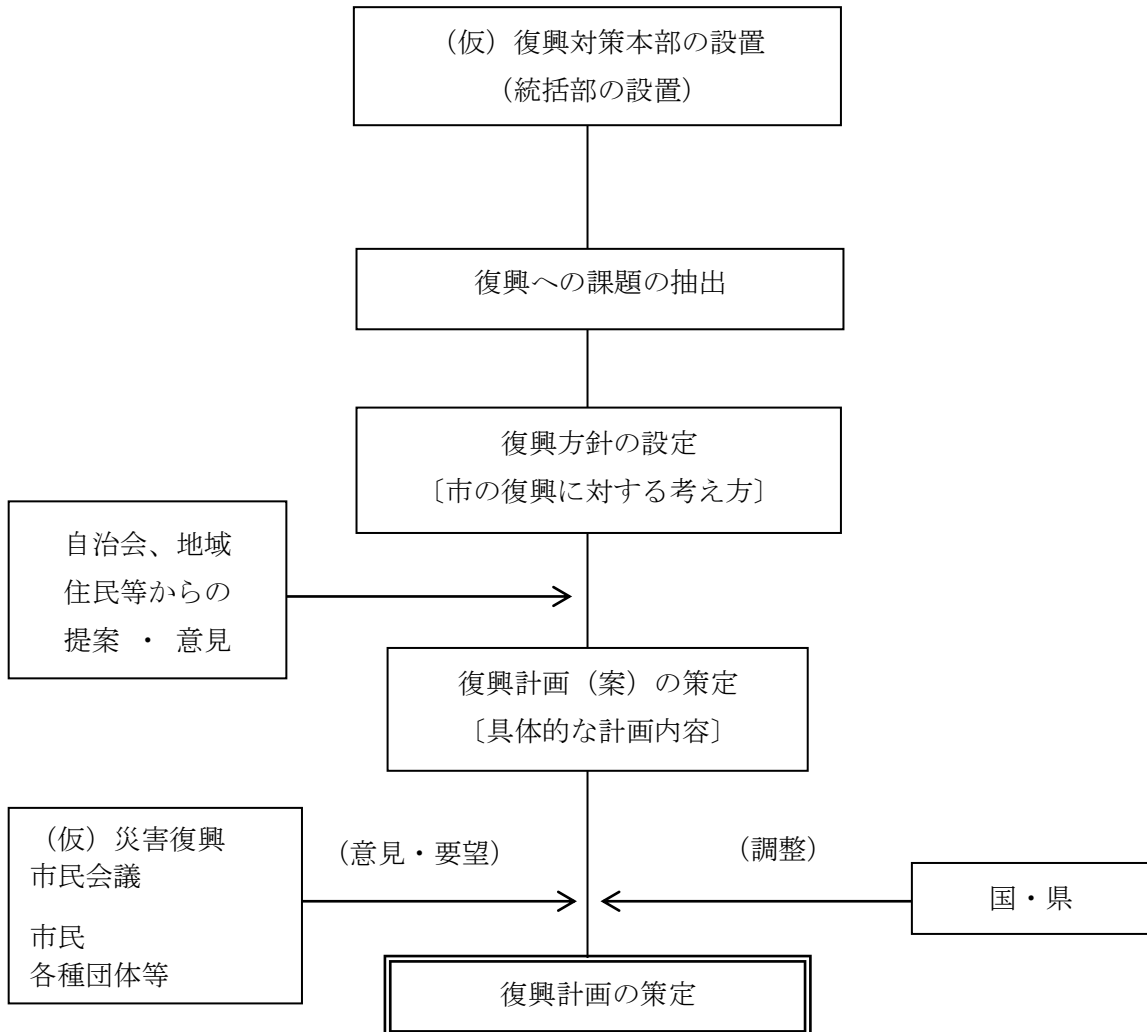 （仮）復興対策本部の設置
（統括部の設置）
復興への課題の抽出
復興方針の設定
〔市の復興に対する考え方〕
自治会、地域
住民等からの
提案 ・ 意見
復興計画（案）の策定
〔具体的な計画内容〕
（仮）災害復興
市民会議
市民
各種団体等
（意見・要望）
（調整）
国・県
復興計画の策定